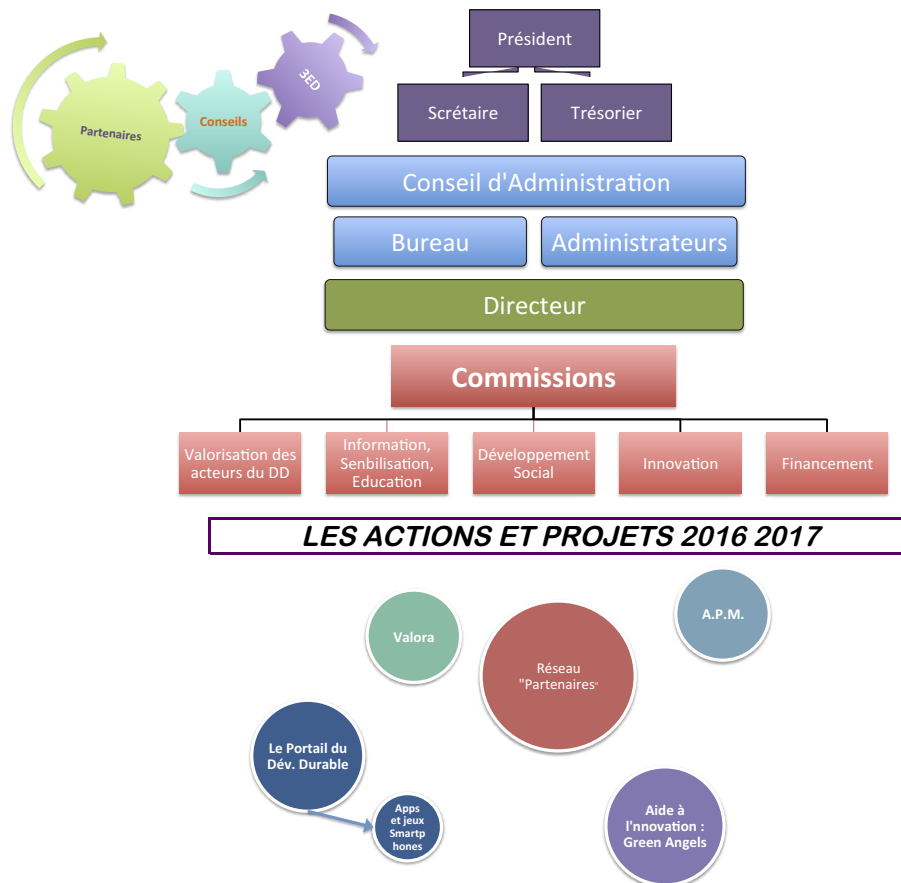 Président
3ED
Partenaires
Conseils
Scrétaire
Trésorier
Conseil d'Administration
Bureau
Administrateurs
Directeur
Commissions
Valorisation des
acteurs du DD
Information,
Senbilisation,
Education
Développement
Social
Innovation
Financement
LES ACTIONS ET PROJETS 2016 2017
A.P.M.
Valora
Réseau
"Partenaires"
Le Portail du
Dév. Durable
Apps
et jeux
Smartp
hones
Aide à
l'nnovation :
Green Angels